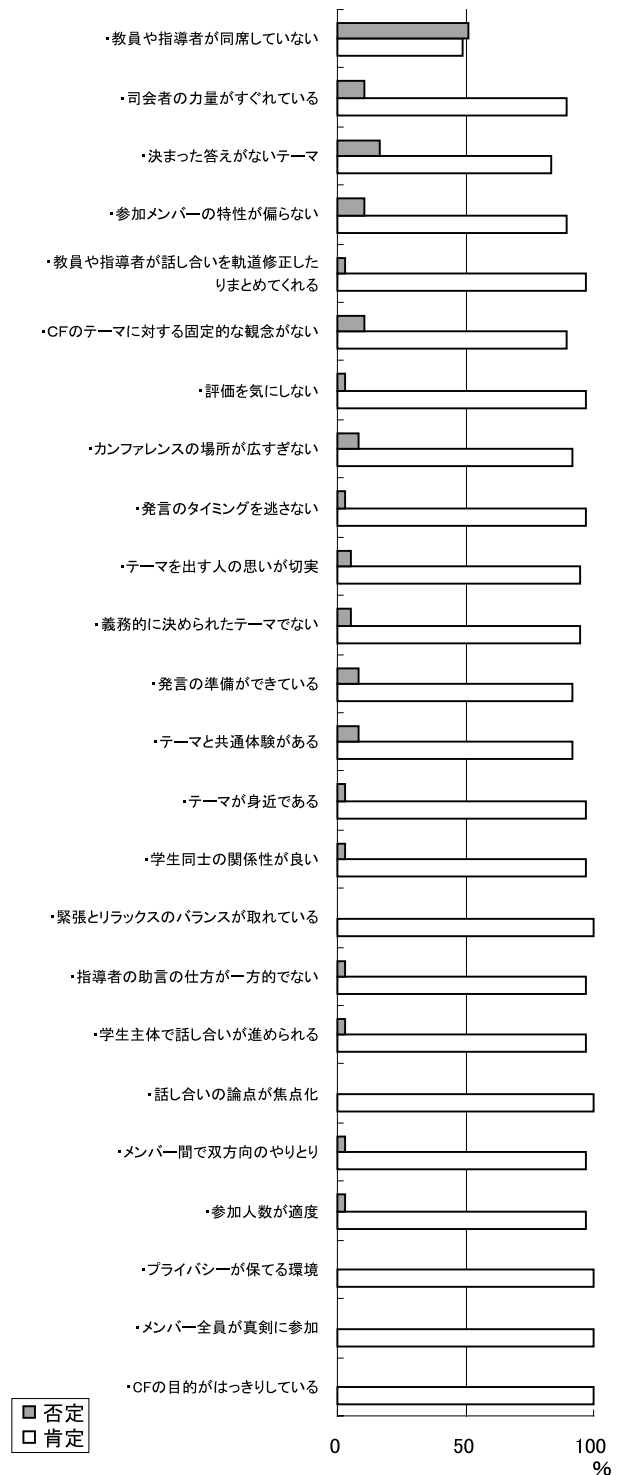 ・教員や指導者が同席していない
・司会者の力量がすぐれている
・決まった答えがないテーマ
・参加メンバーの特性が偏らない
・教員や指導者が話し合いを軌道修正した
りまとめてくれる
・CFのテーマに対する固定的な観念がない
・評価を気にしない
・カンファレンスの場所が広すぎない
・発言のタイミングを逃さない
・テーマを出す人の思いが切実
・義務的に決められたテーマでない
・発言の準備ができている
・テーマと共通体験がある
・テーマが身近である
・学生同士の関係性が良い
・緊張とリラックスのバランスが取れている
・指導者の助言の仕方が一方的でない
・学生主体で話し合いが進められる
・話し合いの論点が焦点化
・メンバー間で双方向のやりとり
・参加人数が適度
・プライバシーが保てる環境
・メンバー全員が真剣に参加
・CFの目的がはっきりしている
否定
肯定
0 50 100
%